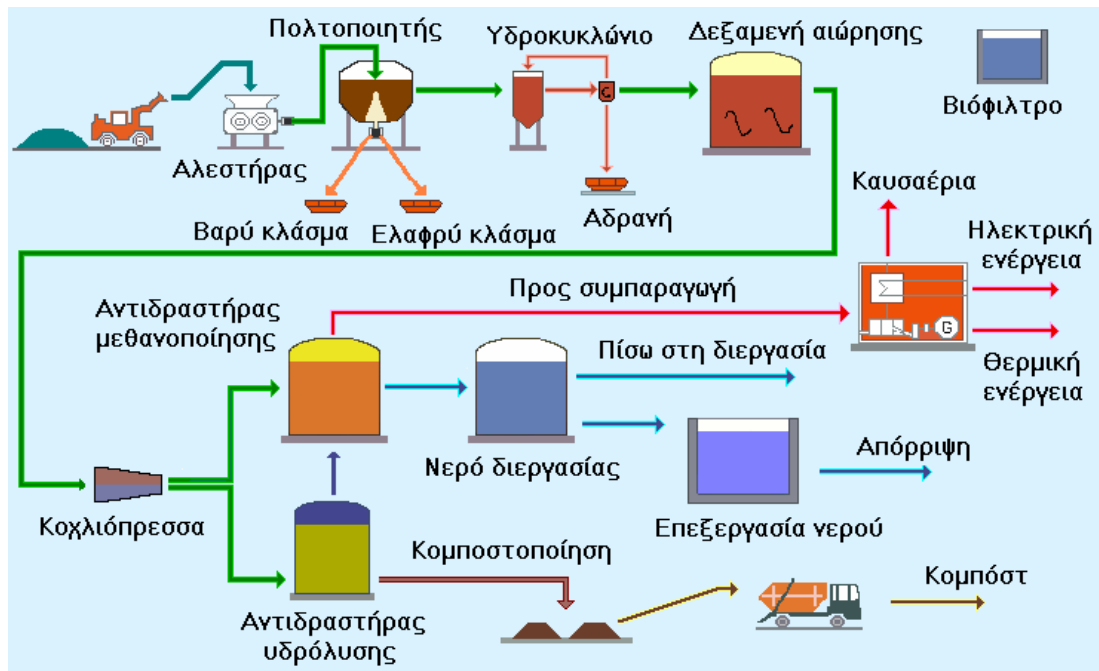 Πολτοποιητής
Υδροκυκλώνιο
Δεξαμενή αιώρησης
Βιόφιλτρο
Αλεστήρας
C
Βαρύ κλάσμα
Ελαφρύ κλάσμα
Αδρανή
Καυσαέρια
Ηλεκτρική
ενέργεια
Αντιδραστήρας
μεθανοποίησης
Προς συμπαραγωγή
G
Θερμική
ενέργεια
Πίσω στη διεργασία
Νερό διεργασίας
Απόρριψη
Κοχλιόπρεσσα
Επεξεργασία νερού
Κομποστοποίηση
Κομπόστ
Αντιδραστήρας
υδρόλυσης